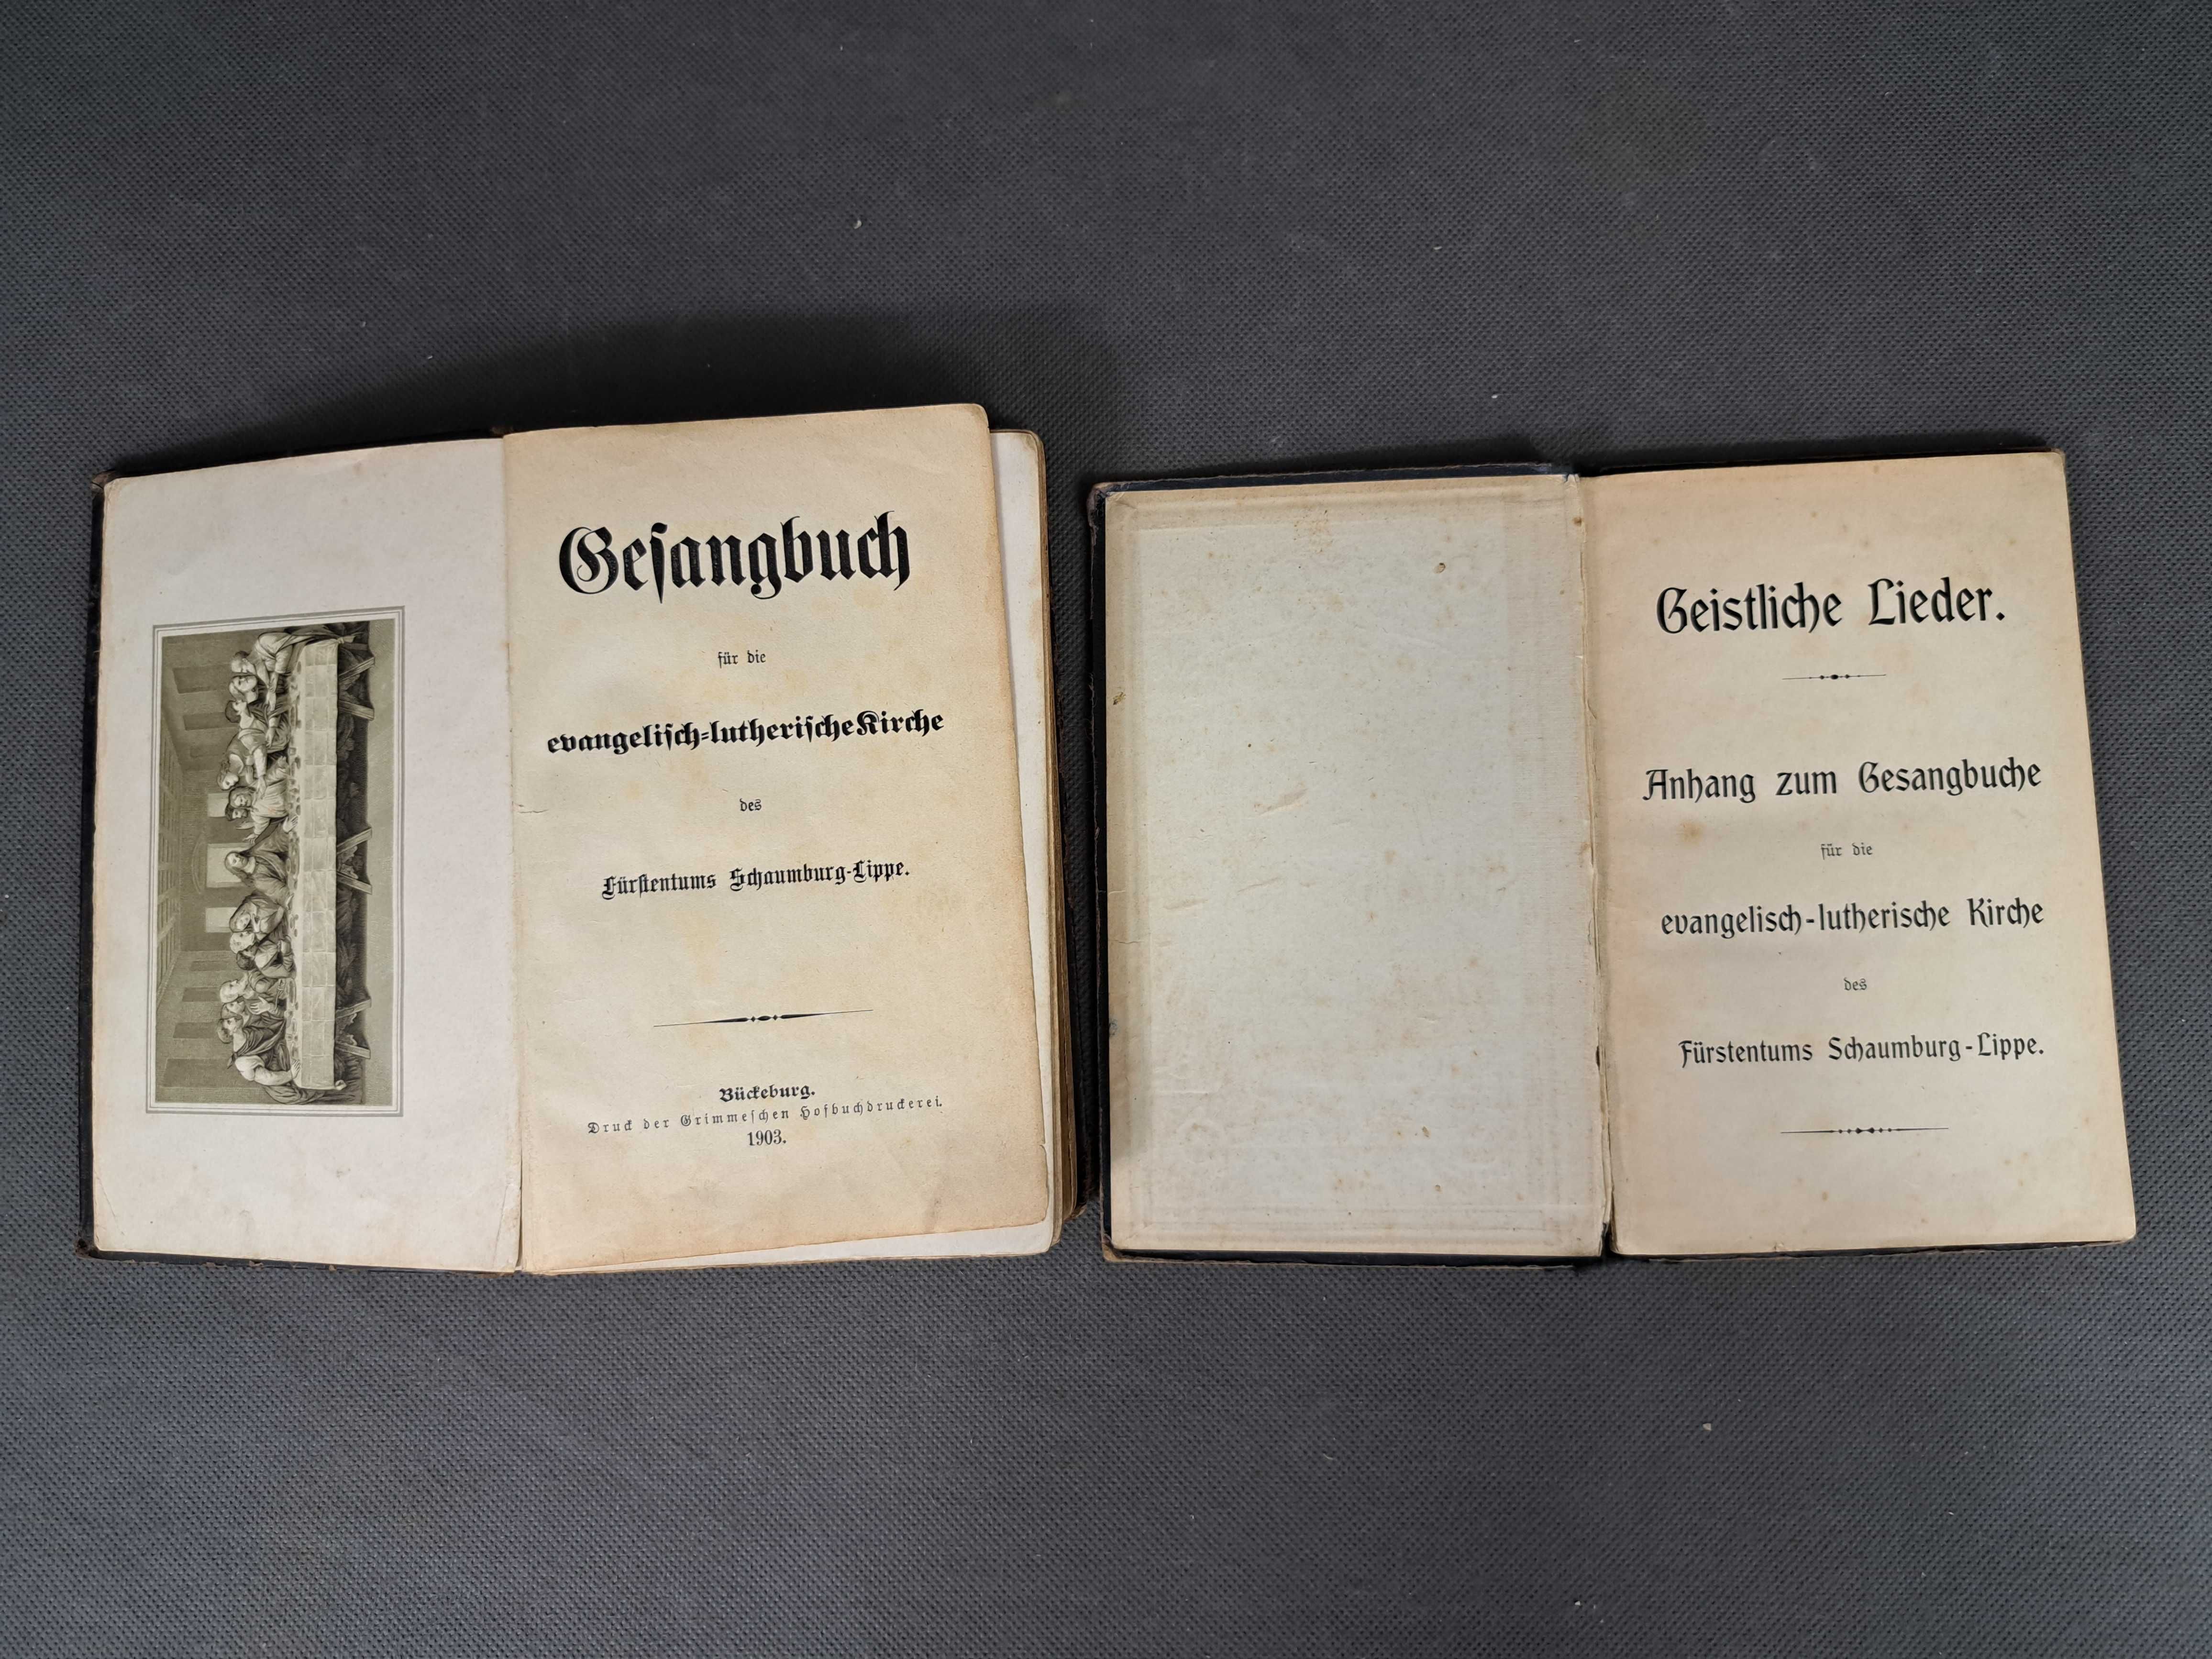 Gesangbuch
für die
evangelisch-lutherische Kirche
des
Fürstentums Schaumburg-Lippe.
Bückeburg.
Druck der Grimmeschen Hofbuchdruckerei.
1903.
Geistliche Lieder.
Anhang zum Gesangbuche
für die
evangelisch-lutherische Kirche
des
Fürstentums Schaumburg-Lippe.